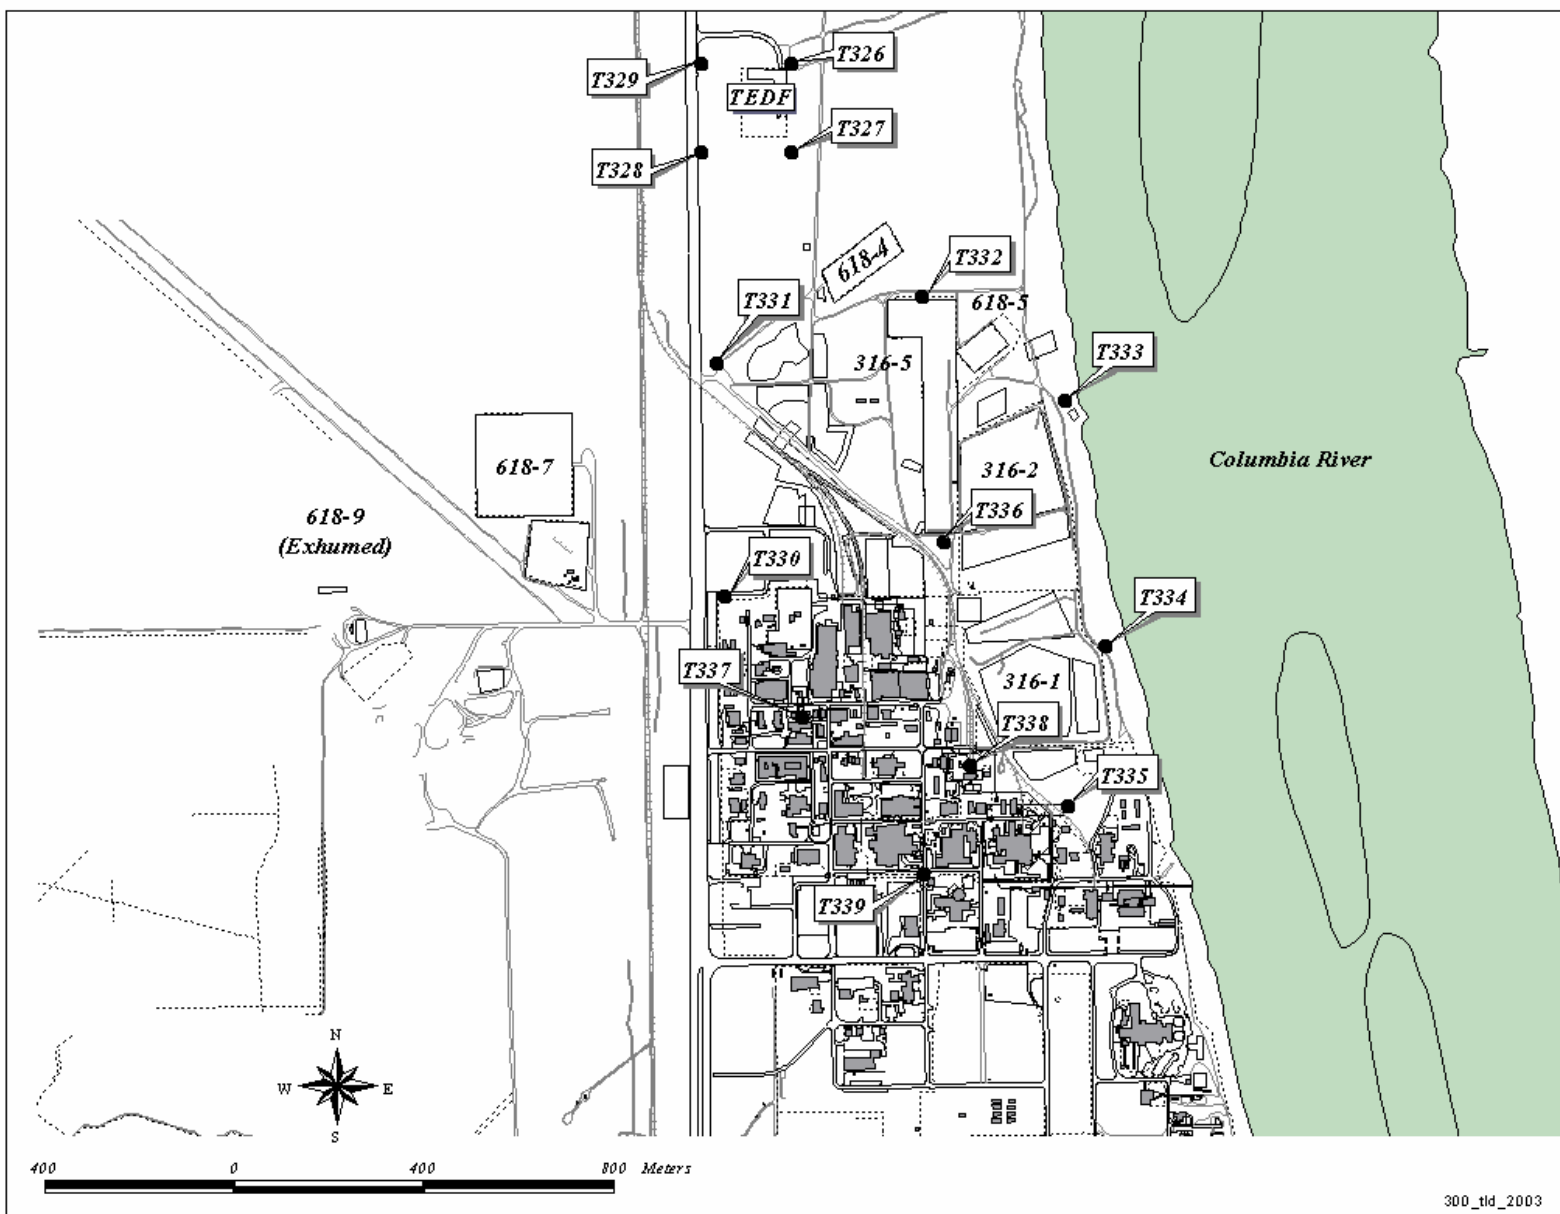 T329
T326
TEDF
T327
T328
618-4
T332
T331
618-5
316-5
T333
Columbia River
618-7
316-2
618-9
(Exhumed)
T336
T330
T334
T337
316-1
T338
T335
T339
N
W E
S
400 0 400 800 Meters
300_tld_2003